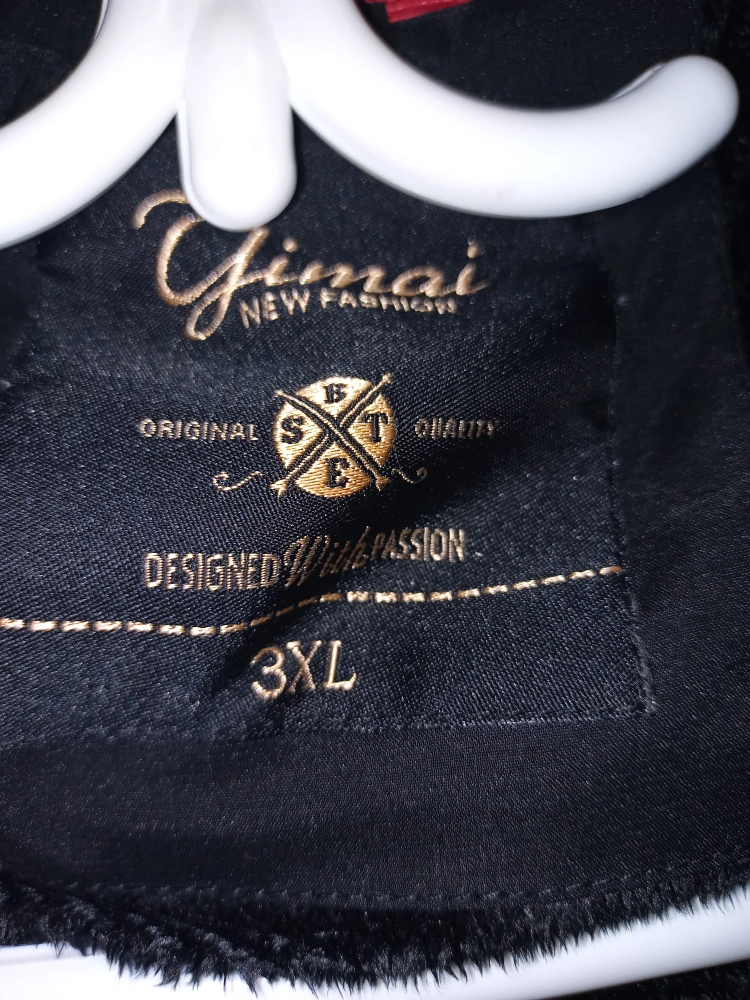 Yimai
NEW FASHION
B
ORIGINAL S T QUALITY
E
DESIGNED With PASSION
3XL